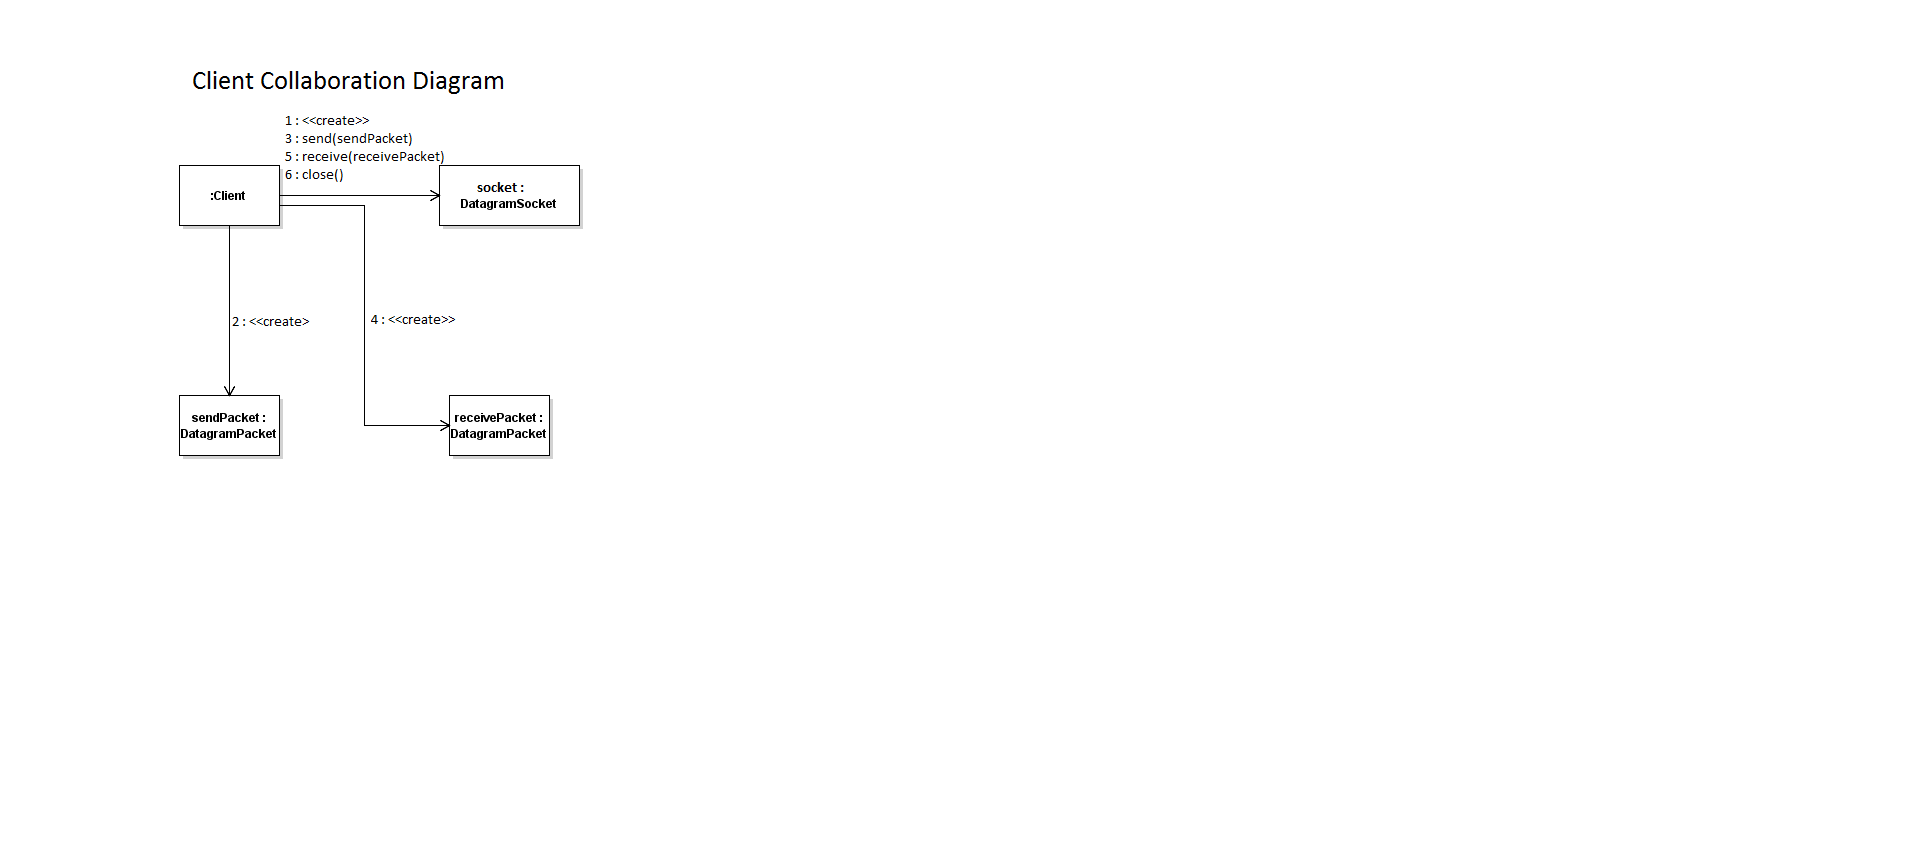 Client Collaboration Diagram
1 : <<create>>
3 : send(sendPacket)
5 : receive(receivePacket)
6 : close()
:Client
socket :
DatagramSocket
2 : <<create>
4 : <<create>>
sendPacket :
DatagramPacket
receivePacket :
DatagramPacket